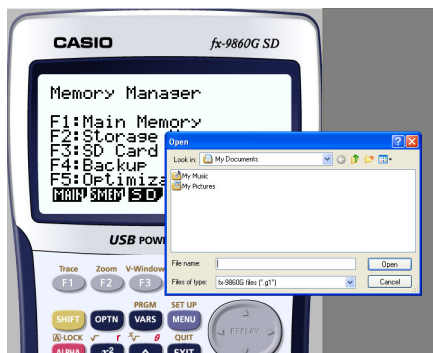 CASIO
fx-9860G SD
Memory Manager
F1:Main Memory
F2:Storage
F3:SD Card
F4:Backup
F5:Optimiza
MAIN SMEM SD
Open
Look in: My Documents
My Music
My Pictures
File name:
Open
Files of type: fx-9860G files (*.g1*)
Cancel
USB POW
Trace Zoom V-Window
F1 F2 F3
PRGM SET UP
SHIFT OPTN VARS MENU
REPLAY
A-LOCK √ r x√ θ QUIT
ALPHA x² ^ EXIT